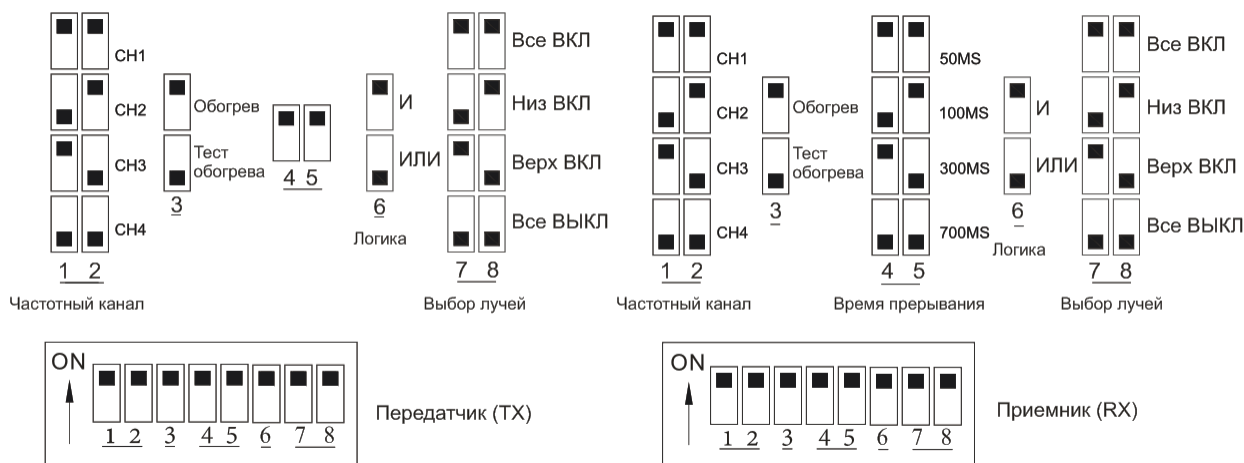 CH1
CH2
CH3
CH4
1 2
Частотный канал
Обогрев
Тест
обогрева
3
4 5
И
ИЛИ
6
Логика
Все ВКЛ
Низ ВКЛ
Верх ВКЛ
Все ВЫКЛ
7 8
Выбор лучей
CH1
CH2
CH3
CH4
1 2
Частотный канал
Обогрев
Тест
обогрева
3
50MS
100MS
300MS
700MS
4 5
Время прерывания
И
ИЛИ
6
Логика
Все ВКЛ
Низ ВКЛ
Верх ВКЛ
Все ВЫКЛ
7 8
Выбор лучей
ON
1 2 3 4 5 6 7 8
Передатчик (TX)
ON
1 2 3 4 5 6 7 8
Приемник (RX)